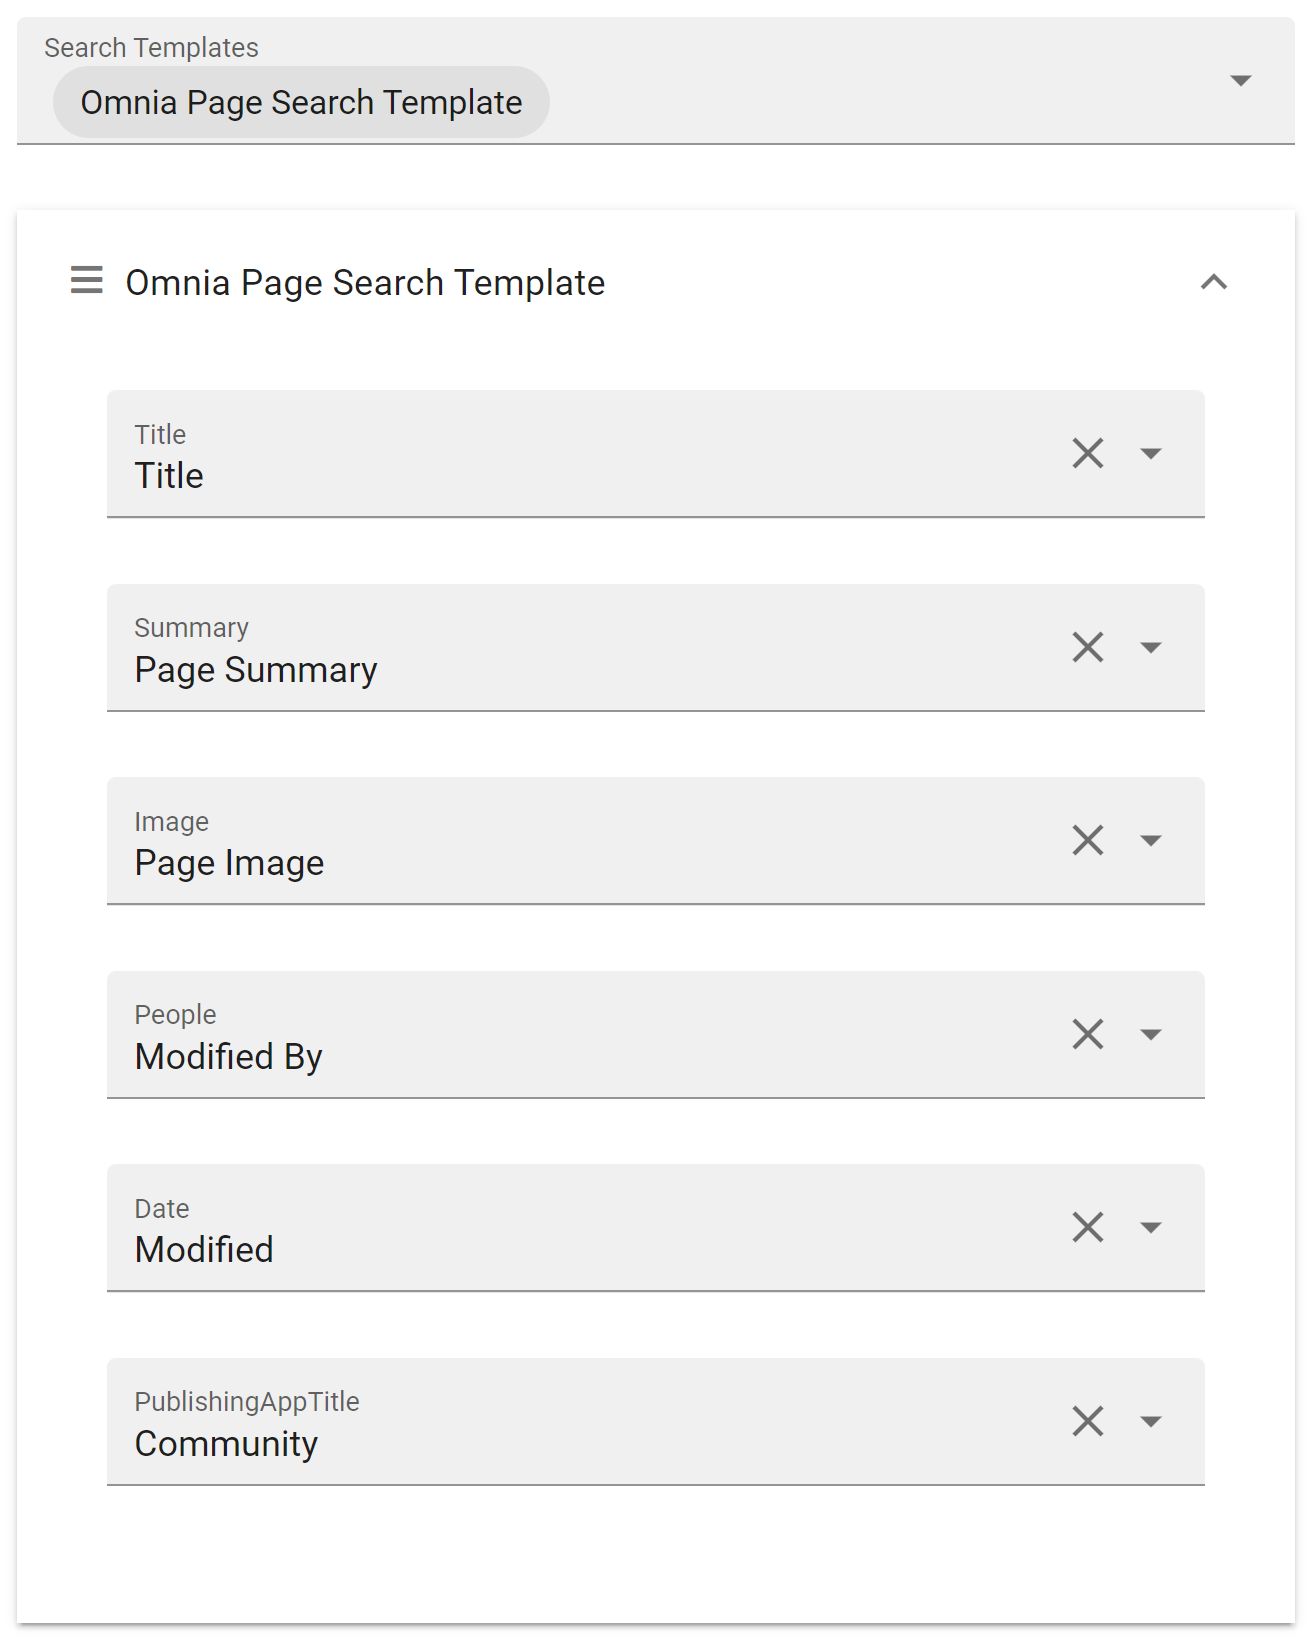 Search Templates
Omnia Page Search Template
Omnia Page Search Template
Title
Title
Summary
Page Summary
Image
Page Image
People
Modified By
Date
Modified
PublishingAppTitle
Community